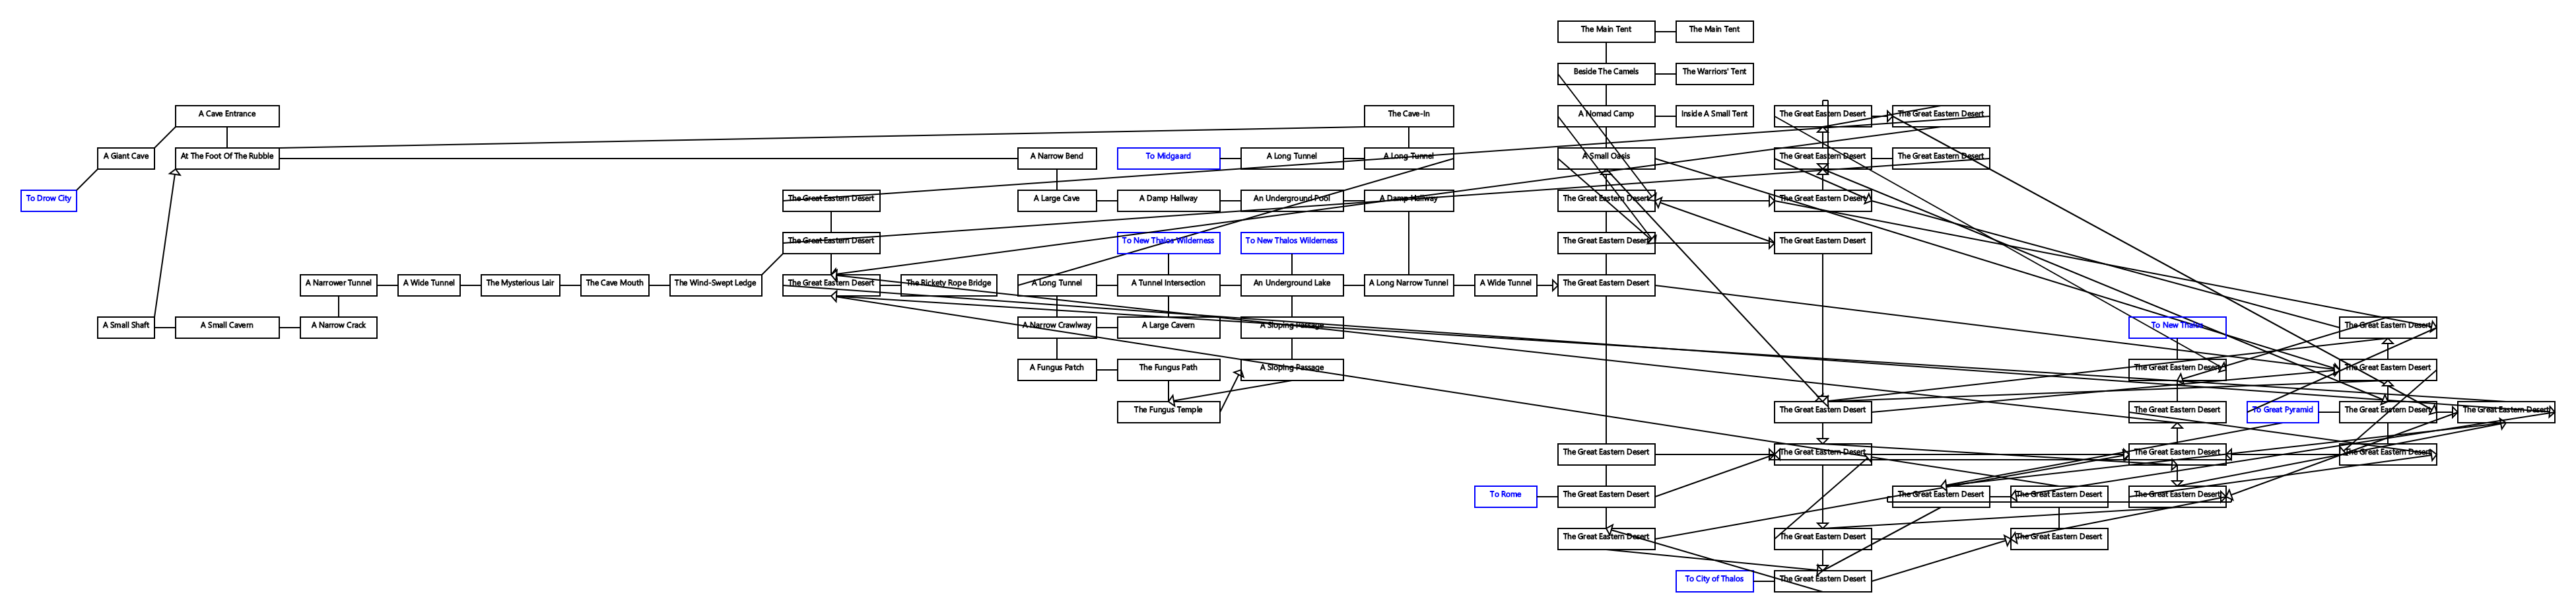 The Main Tent
The Main Tent
Beside The Camels
The Warriors' Tent
A Cave Entrance
The Cave-In
A Nomad Camp
Inside A Small Tent
The Great Eastern Desert
The Great Eastern Desert
A Giant Cave
At The Foot Of The Rubble
A Narrow Bend
To Midgaard
A Long Tunnel
A Long Tunnel
A Small Oasis
The Great Eastern Desert
The Great Eastern Desert
To Drow City
The Great Eastern Desert
A Large Cave
A Damp Hallway
An Underground Pool
A Damp Hallway
The Great Eastern Desert
The Great Eastern Desert
The Great Eastern Desert
To New Thalos Wilderness
To New Thalos Wilderness
The Great Eastern Desert
The Great Eastern Desert
A Narrower Tunnel
A Wide Tunnel
The Mysterious Lair
The Cave Mouth
The Wind-Swept Ledge
The Great Eastern Desert
The Rickety Rope Bridge
A Long Tunnel
A Tunnel Intersection
An Underground Lake
A Long Narrow Tunnel
A Wide Tunnel
The Great Eastern Desert
A Small Shaft
A Small Cavern
A Narrow Crack
A Narrow Crawlway
A Large Cavern
A Sloping Passage
To New Thalos
The Great Eastern Desert
A Fungus Patch
The Fungus Path
A Sloping Passage
The Great Eastern Desert
The Great Eastern Desert
The Fungus Temple
The Great Eastern Desert
The Great Eastern Desert
To Great Pyramid
The Great Eastern Desert
The Great Eastern Desert
The Great Eastern Desert
The Great Eastern Desert
The Great Eastern Desert
The Great Eastern Desert
To Rome
The Great Eastern Desert
The Great Eastern Desert
The Great Eastern Desert
The Great Eastern Desert
The Great Eastern Desert
The Great Eastern Desert
The Great Eastern Desert
To City of Thalos
The Great Eastern Desert